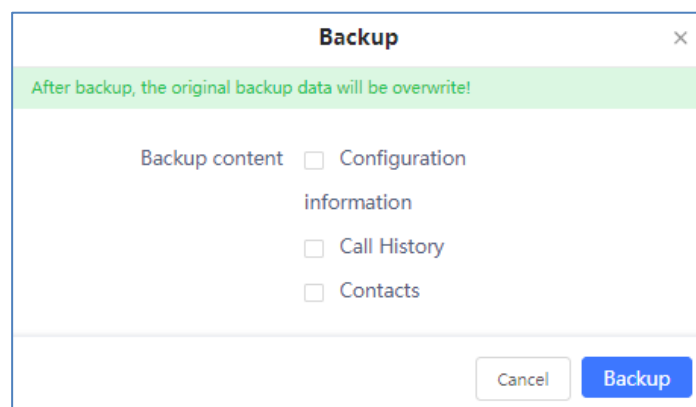 Backup
After backup, the original backup data will be overwrite!
Backup content Configuration
information
Call History
Contacts
Cancel Backup